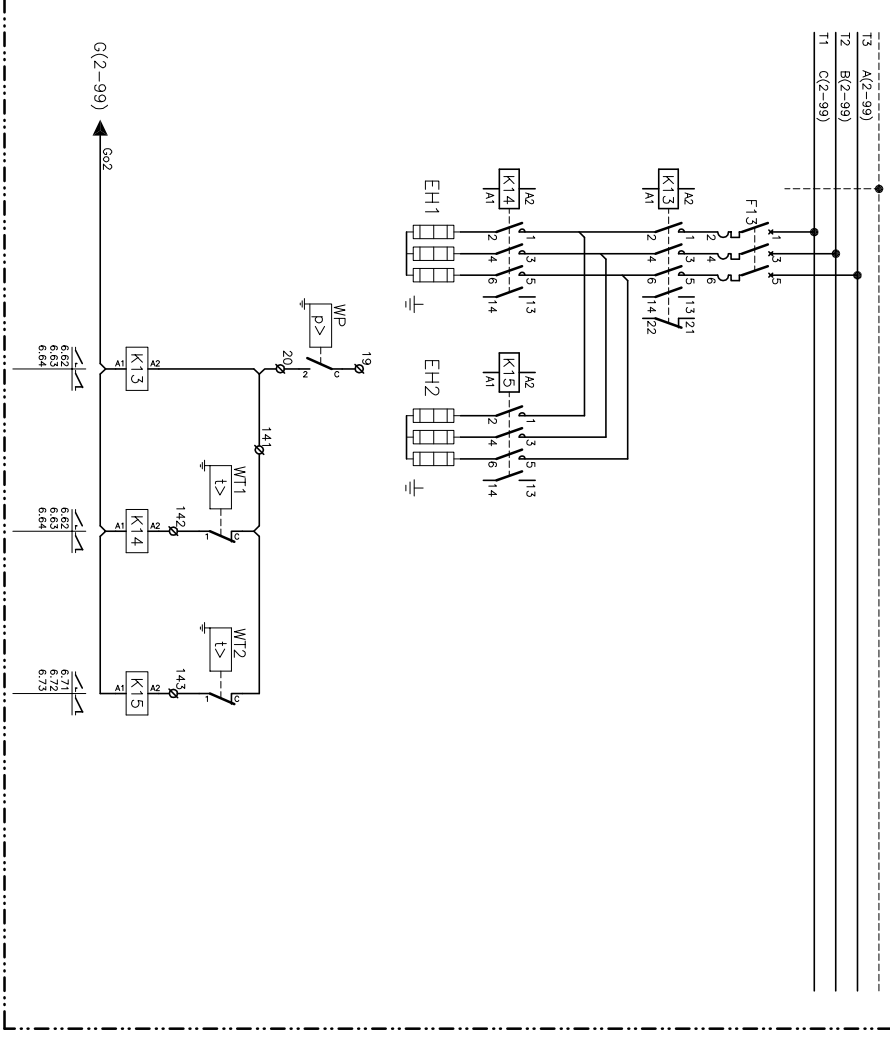 T3 A(2-99)
T2 B(2-99)
T1 C(2-99)
F13
1 3 5
2 4 6
K13
A2
A1
1 3 5 13 21
2 4 6 14 22
K14
A2
A1
1 3 5 13
2 4 6 14
EH1
K15
A2
A1
1 3 5 13
2 4 6 14
EH2
19
WP
p>
C
2
20
141
WT1
t>
C
1
142
WT2
t>
C
1
143
A2
K13
A1
A2
K14
A1
A2
K15
A1
G(2-99)
Go2
6.62
6.63
6.64
6.62
6.63
6.64
6.71
6.72
6.73